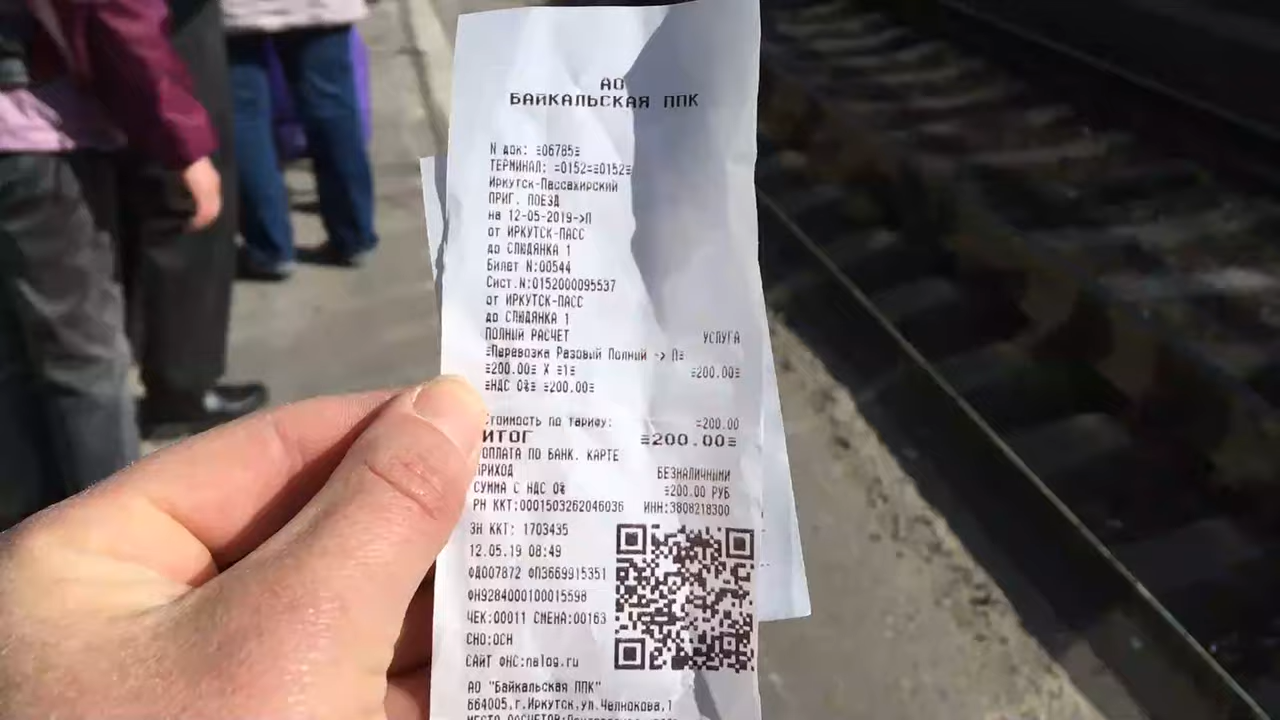 АО
БАЙКАЛЬСКАЯ ППК
N док: ≡06785≡
ТЕРМИНАЛ: =0152==0152=
Иркутск-Пассажирский
ПРИГ. ПОЕЗД
на 12-05-2019->П
от ИРКУТСК-ПАСС
до СЛЮДЯНКА 1
Билет N:00544
Сист.N:0152000095537
от ИРКУТСК-ПАСС
до СЛЮДЯНКА 1
ПОЛНЫЙ РАСЧЕТ УСЛУГА
≡Перевозка Разовый Полный -> П≡
≡200.00≡ X ≡1≡ ≡200.00≡
≡НДС 0%≡ ≡200.00≡
Стоимость по тарифу: =200.00
ИТОГ ≡200.00≡
ОПЛАТА ПО БАНК. КАРТЕ
ПРИХОД БЕЗНАЛИЧНЫМИ
СУММА С НДС 0% ≡200.00 РУБ
РН ККТ:0001503262046036 ИНН:3808218300
ЗН ККТ: 1703435
12.05.19 08:49
ФД007872 ФП3669915351
ФН9284000100015598
ЧЕК:00011 СМЕНА:00163
СНО:ОСН
САЙТ ФНС:nalog.ru
АО "Байкальская ППК"
664005,г.Иркутск,ул.Челнокова,1
МЕСТО РАСЧЕТОВ: